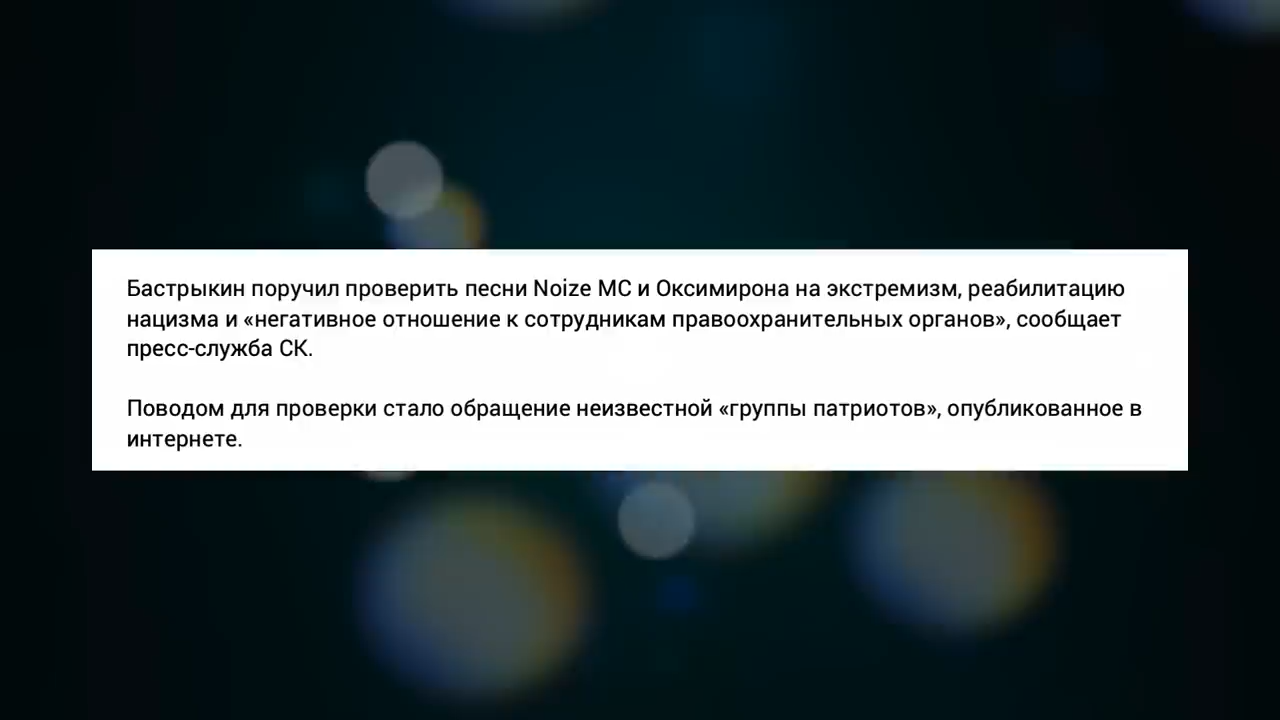 Бастрыкин поручил проверить песни Noize MC и Оксимирона на экстремизм, реабилитацию
нацизма и «негативное отношение к сотрудникам правоохранительных органов», сообщает
пресс-служба СК.
Поводом для проверки стало обращение неизвестной «группы патриотов», опубликованное в
интернете.